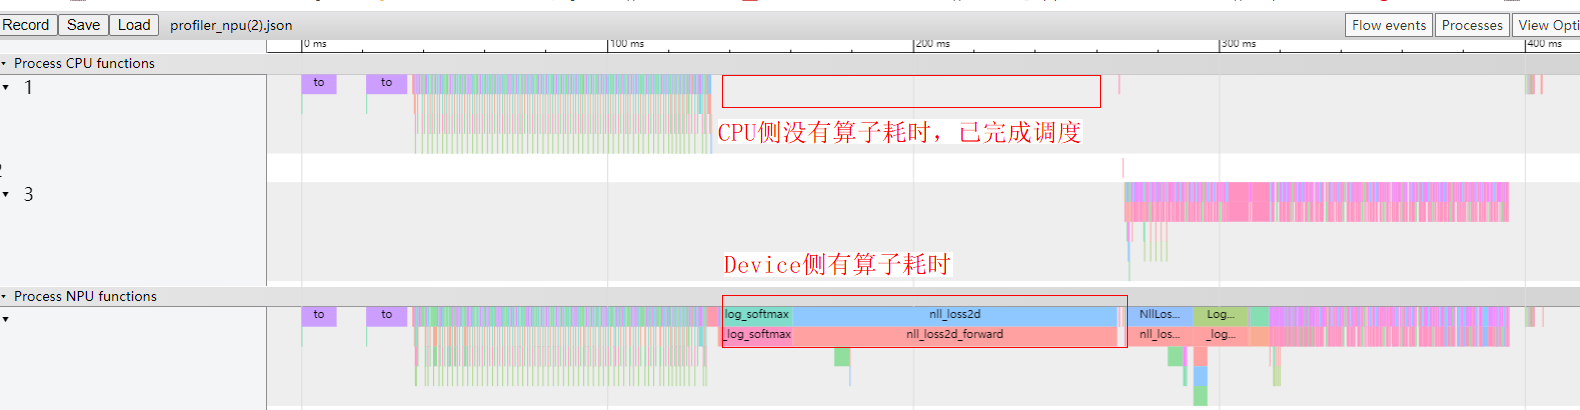 Record Save Load profiler_npu(2).json Flow events Processes View Opti
0 ms 100 ms 200 ms 300 ms 400 ms
Process CPU functions
1 to to
CPU侧没有算子耗时，已完成调度
2
3
Device侧有算子耗时
Process NPU functions
to to log_softmax nll_loss2d NllLos... Log...
_log_softmax nll_loss2d_forward nll_los... _log...